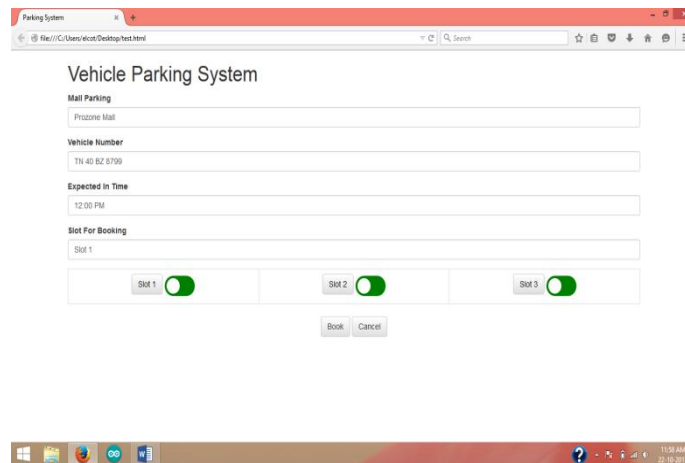 Parking System
file:///C:/Users/elcot/Desktop/test.html
Search
Vehicle Parking System
Mall Parking
Prozone Mall
Vehicle Number
TN 40 BZ 8799
Expected In Time
12:00 PM
Slot For Booking
Slot 1
Slot 1 Slot 2 Slot 3
Book Cancel
11:58 AM